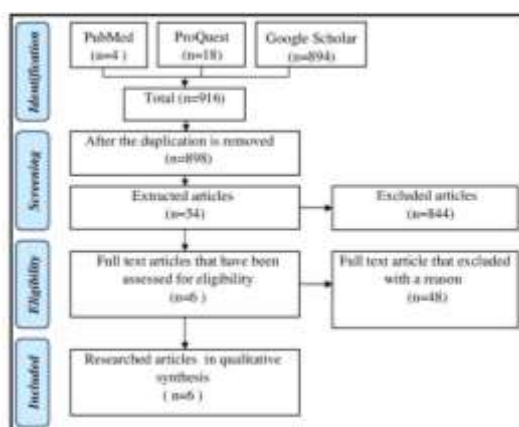 Identification
PubMed
(n=4 )
ProQuest
(n=18)
Google Scholar
(n=894)
Total (n=916)
Screening
After the duplication is removed
(n=898)
Extracted articles
(n=54)
Excluded articles
(n=844)
Eligibility
Full text articles that have been
assessed for eligibility
(n=6 )
Full text article that excluded
with a reason
(n=48)
Included
Researched articles in qualitative
synthesis
( n=6 )